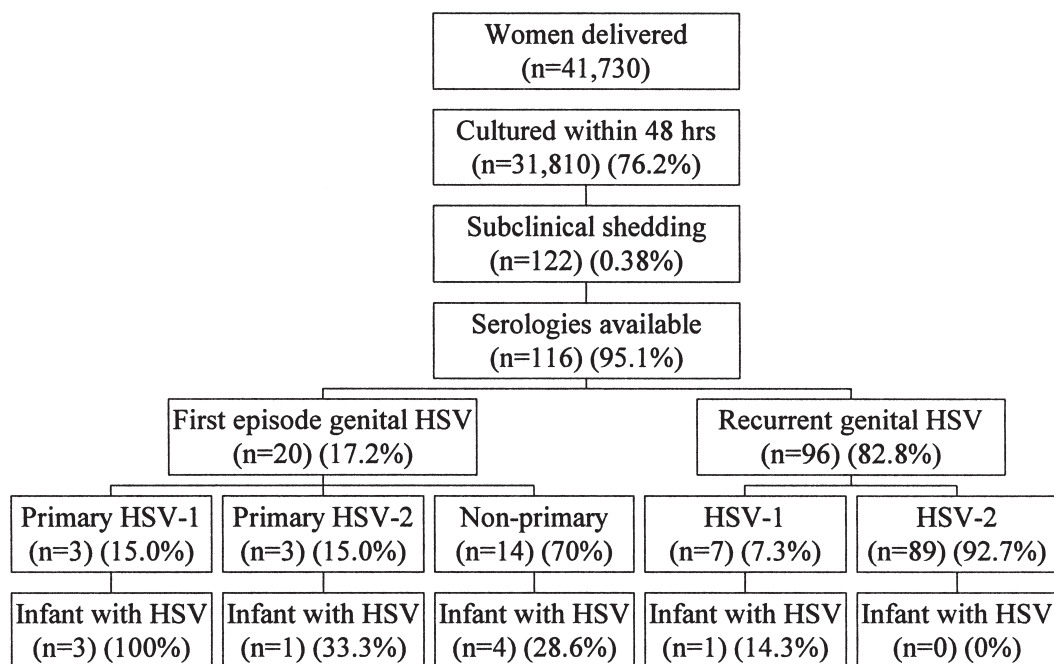 Women delivered
(n=41,730)
Cultured within 48 hrs
(n=31,810) (76.2%)
Subclinical shedding
(n=122) (0.38%)
Serologies available
(n=116) (95.1%)
First episode genital HSV
(n=20) (17.2%)
Recurrent genital HSV
(n=96) (82.8%)
Primary HSV-1
(n=3) (15.0%)
Primary HSV-2
(n=3) (15.0%)
Non-primary
(n=14) (70%)
HSV-1
(n=7) (7.3%)
HSV-2
(n=89) (92.7%)
Infant with HSV
(n=3) (100%)
Infant with HSV
(n=1) (33.3%)
Infant with HSV
(n=4) (28.6%)
Infant with HSV
(n=1) (14.3%)
Infant with HSV
(n=0) (0%)